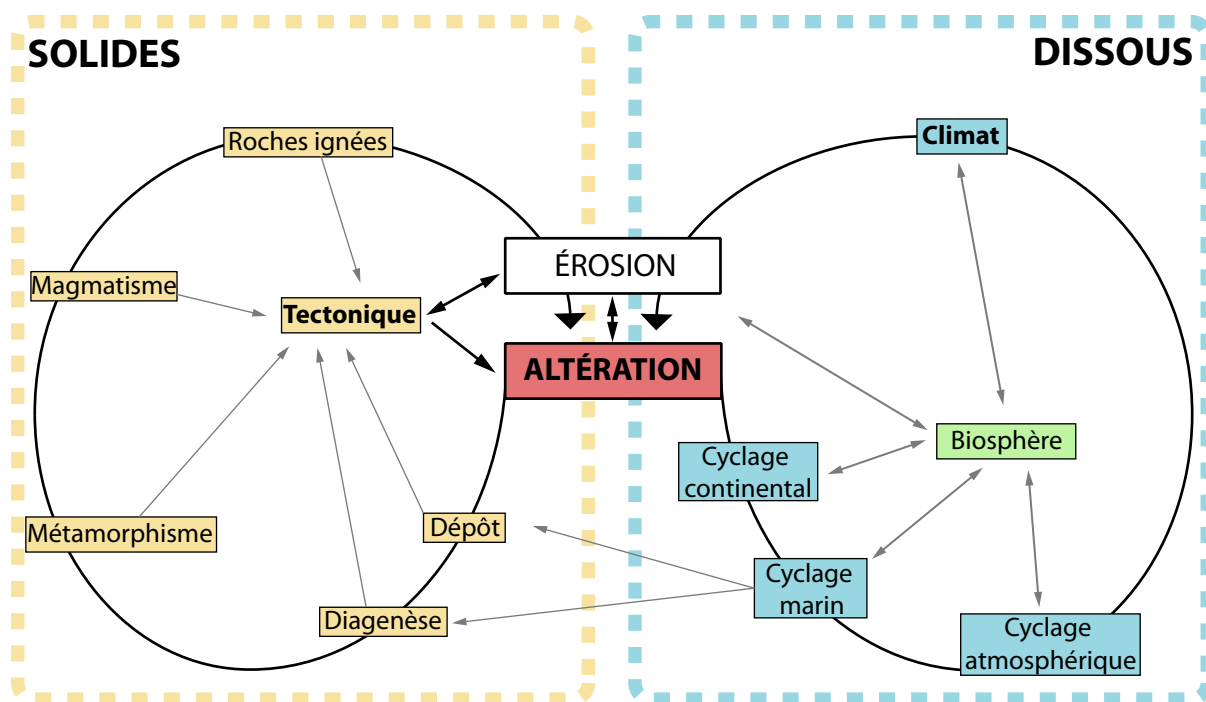 SOLIDES
DISSOUS
Roches ignées
Climat
ÉROSION
Magmatisme
Tectonique
ALTÉRATION
Biosphère
Cyclage
continental
Métamorphisme
Dépôt
Cyclage
marin
Diagenèse
Cyclage
atmosphérique